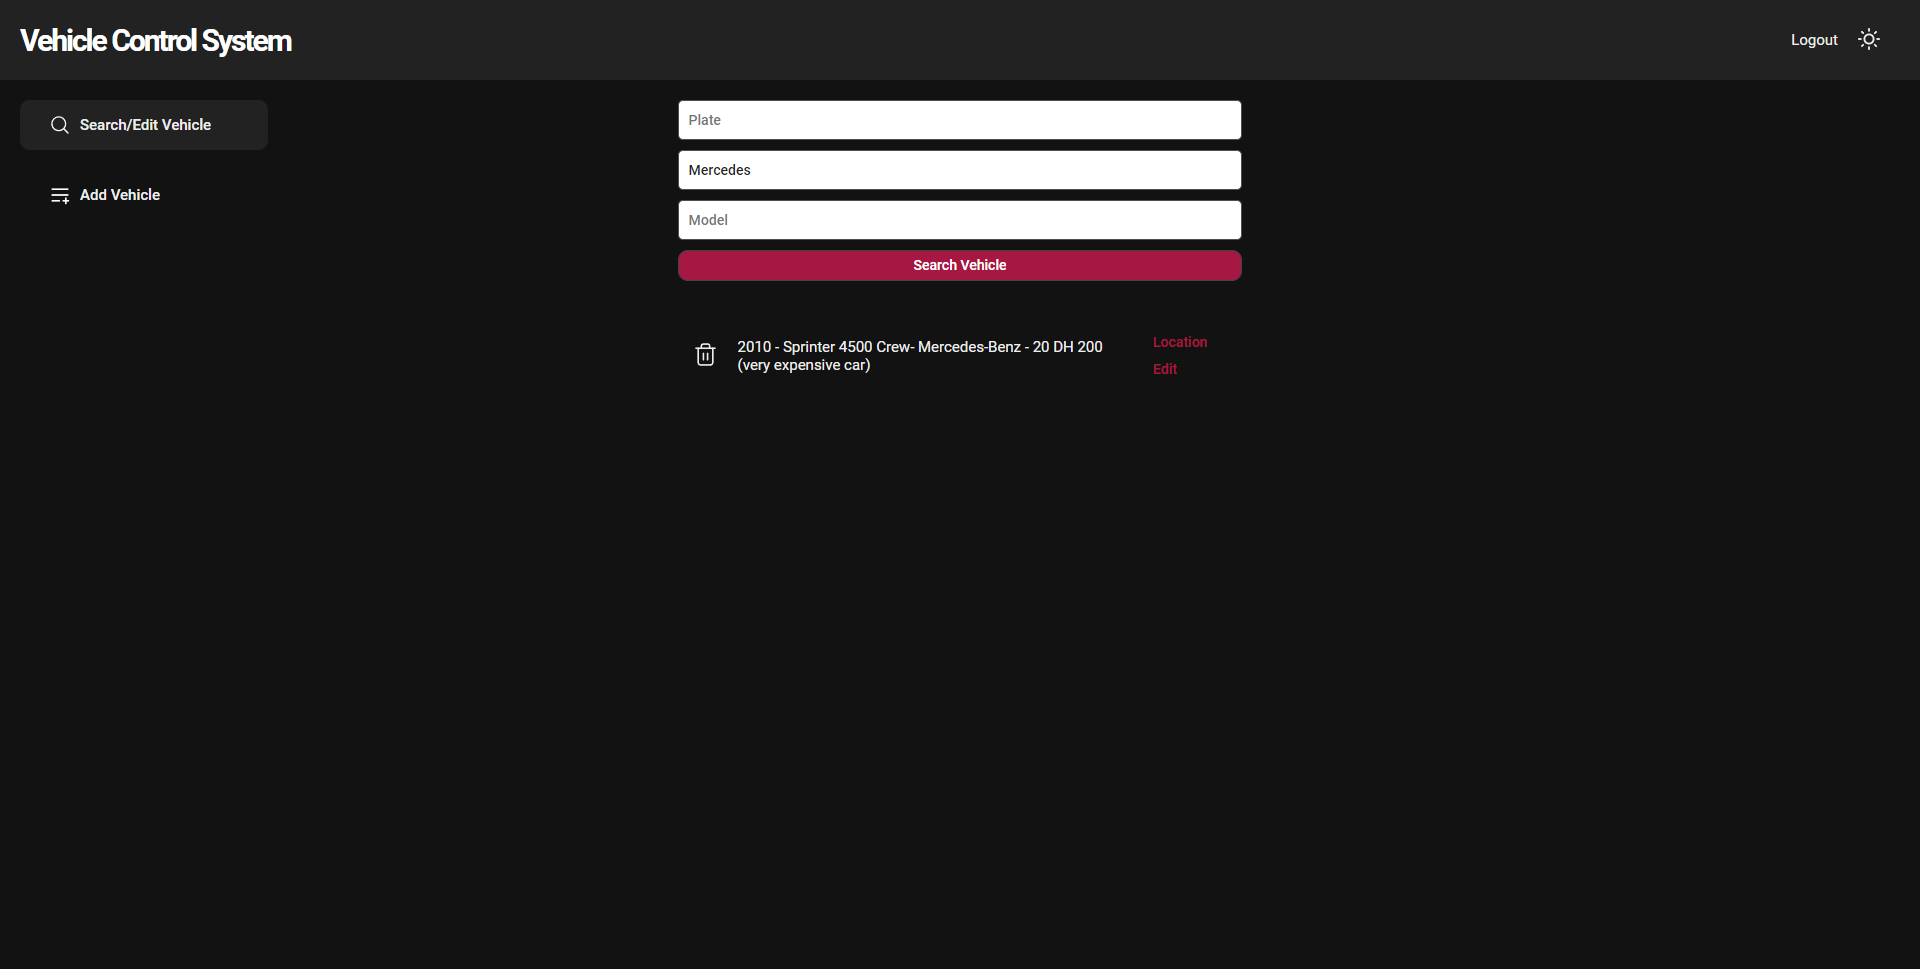 Vehicle Control System
Logout
Search/Edit Vehicle
Add Vehicle
Plate
Mercedes
Model
Search Vehicle
2010 - Sprinter 4500 Crew- Mercedes-Benz - 20 DH 200
(very expensive car)
Location
Edit